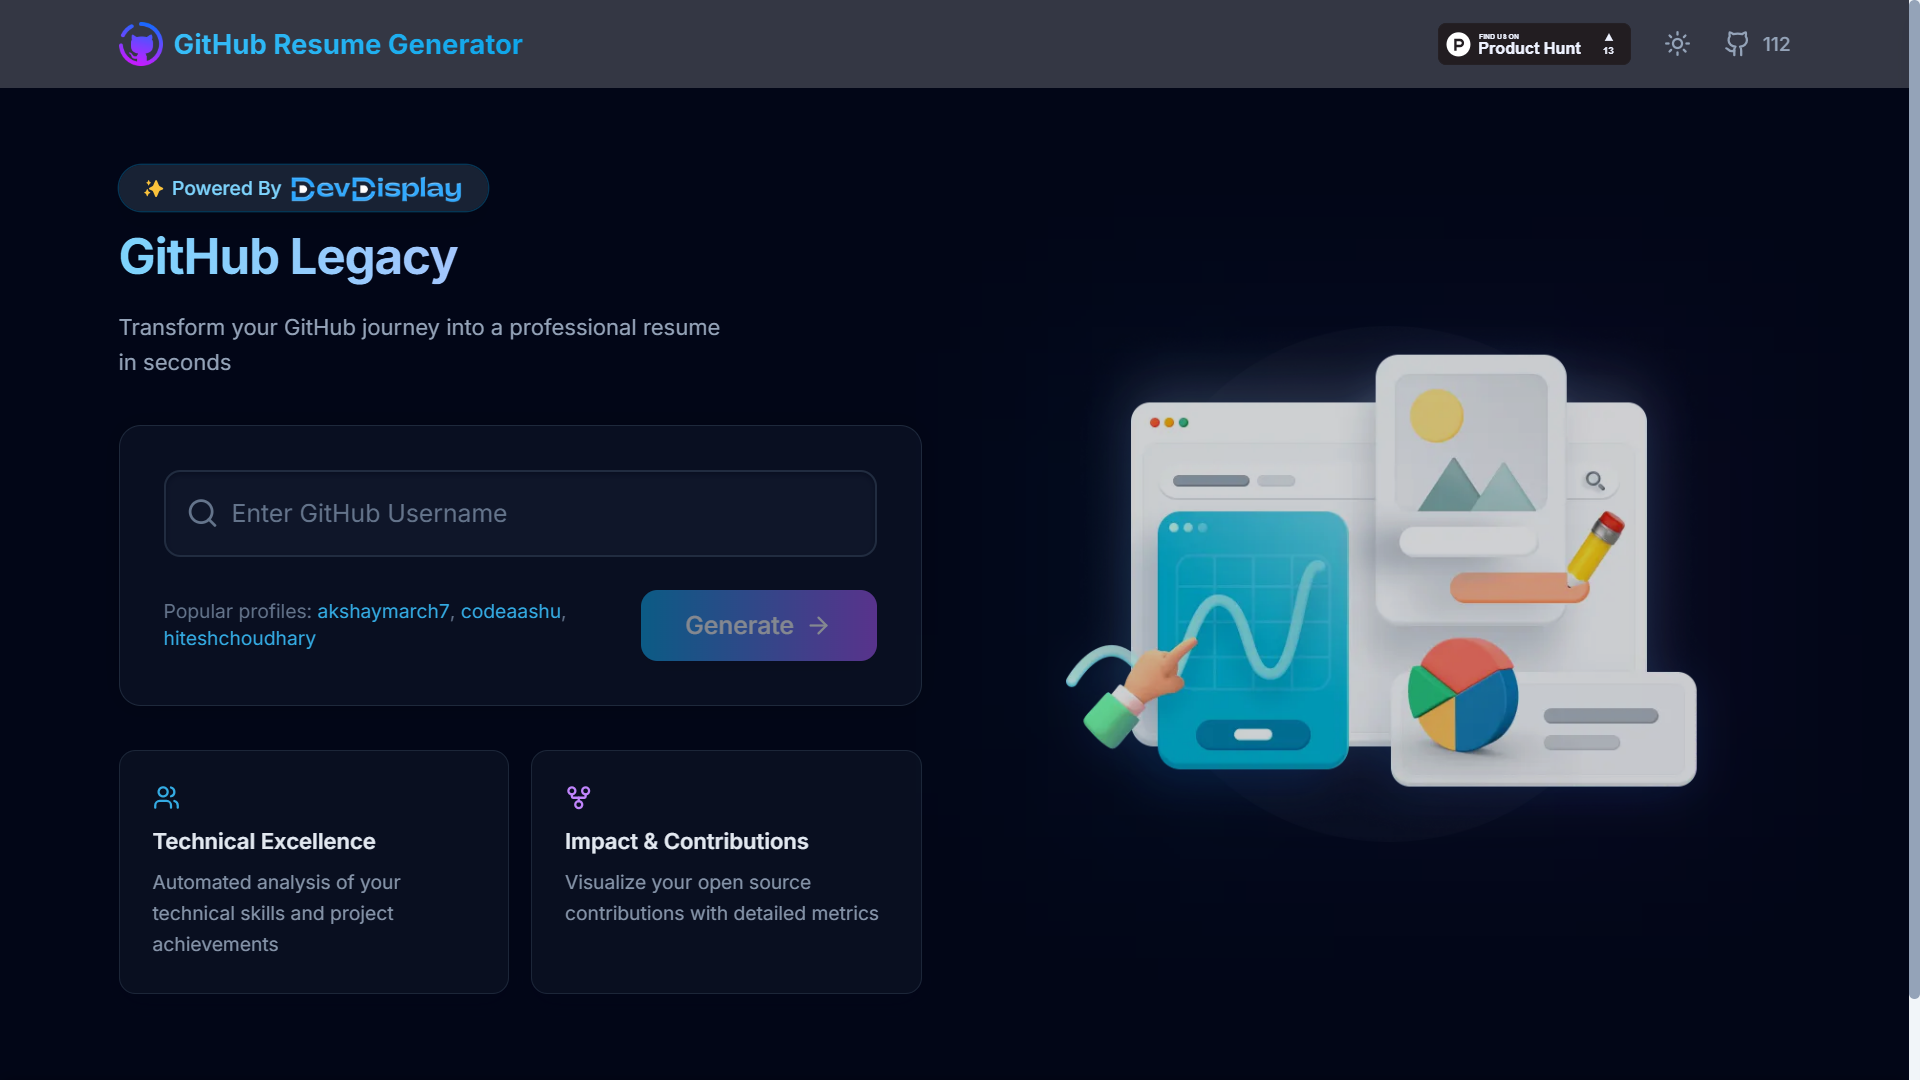 GitHub Resume Generator
FIND US ON
Product Hunt
13
112
✨ Powered By DevDisplay
GitHub Legacy
Transform your GitHub journey into a professional resume
in seconds
Enter GitHub Username
Popular profiles: akshaymarch7, codeaashu,
hiteshchoudhary
Generate →
Technical Excellence
Automated analysis of your
technical skills and project
achievements
Impact & Contributions
Visualize your open source
contributions with detailed metrics